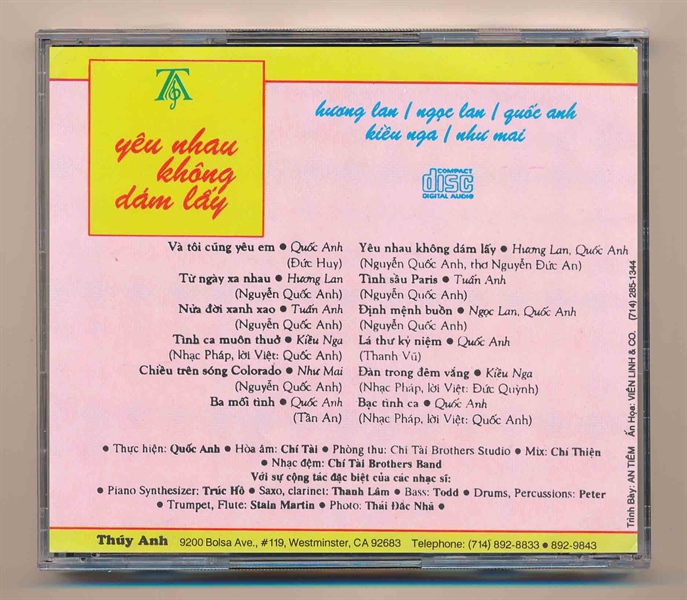 TA
yêu nhau
không
dám lấy
hương lan / ngọc lan / quốc anh
kiều nga / như mai
COMPACT
disc
DIGITAL AUDIO
Và tôi cũng yêu em ● Quốc Anh
(Đức Huy)
Từ ngày xa nhau ● Hương Lan
(Nguyễn Quốc Anh)
Nửa đời xanh xao ● Tuấn Anh
(Nguyễn Quốc Anh)
Tình ca muôn thuở ● Kiều Nga
(Nhạc Pháp, lời Việt: Quốc Anh)
Chiều trên sóng Colorado ● Như Mai
(Nguyễn Quốc Anh)
Ba mối tình ● Quốc Anh
(Tần An)
Yêu nhau không dám lấy ● Hương Lan, Quốc Anh
(Nguyễn Quốc Anh, thơ Nguyễn Đức An)
Tình sầu Paris ● Tuấn Anh
(Nguyễn Quốc Anh)
Định mệnh buồn ● Ngọc Lan, Quốc Anh
(Nguyễn Quốc Anh)
Lá thư kỷ niệm ● Quốc Anh
(Thanh Vũ)
Đàn trong đêm vắng ● Kiều Nga
(Nhạc Pháp, lời Việt: Đức Quỳnh)
Bạc tình ca ● Quốc Anh
(Nhạc Pháp, lời Việt: Quốc Anh)
● Thực hiện: Quốc Anh ● Hòa âm: Chí Tài ● Phòng thu: Chí Tài Brothers Studio ● Mix: Chí Thiện
● Nhạc đệm: Chí Tài Brothers Band
Với sự cộng tác đặc biệt của các nhạc sĩ:
● Piano Synthesizer: Trúc Hồ ● Saxo, clarinet: Thanh Lâm ● Bass: Todd ● Drums, Percussions: Peter
● Trumpet, Flute: Stain Martin ● Photo: Thái Đắc Nhã ●
Trình Bày: AN TIÊM Ấn Họa: VIỄN LINH & CO. (714) 285-1344
Thúy Anh 9200 Bolsa Ave., #119, Westminster, CA 92683 Telephone: (714) 892-8833 ● 892-9843